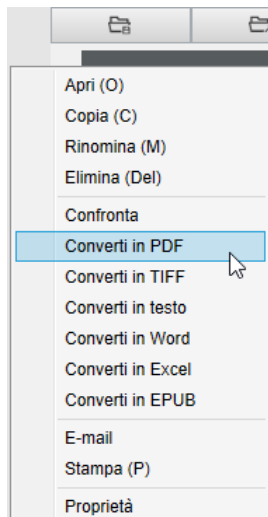 Apri (O)
Copia (C)
Rinomina (M)
Elimina (Del)
Confronta
Converti in PDF
Converti in TIFF
Converti in testo
Converti in Word
Converti in Excel
Converti in EPUB
E-mail
Stampa (P)
Proprietà